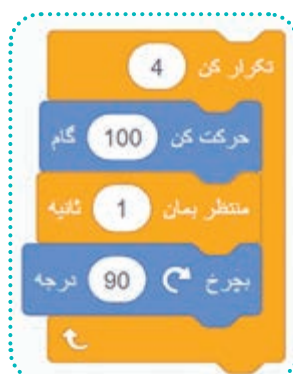 تکرار کن 4
حرکت کن 100 گام
منتظر بمان 1 ثانیه
بچرخ 90 درجه